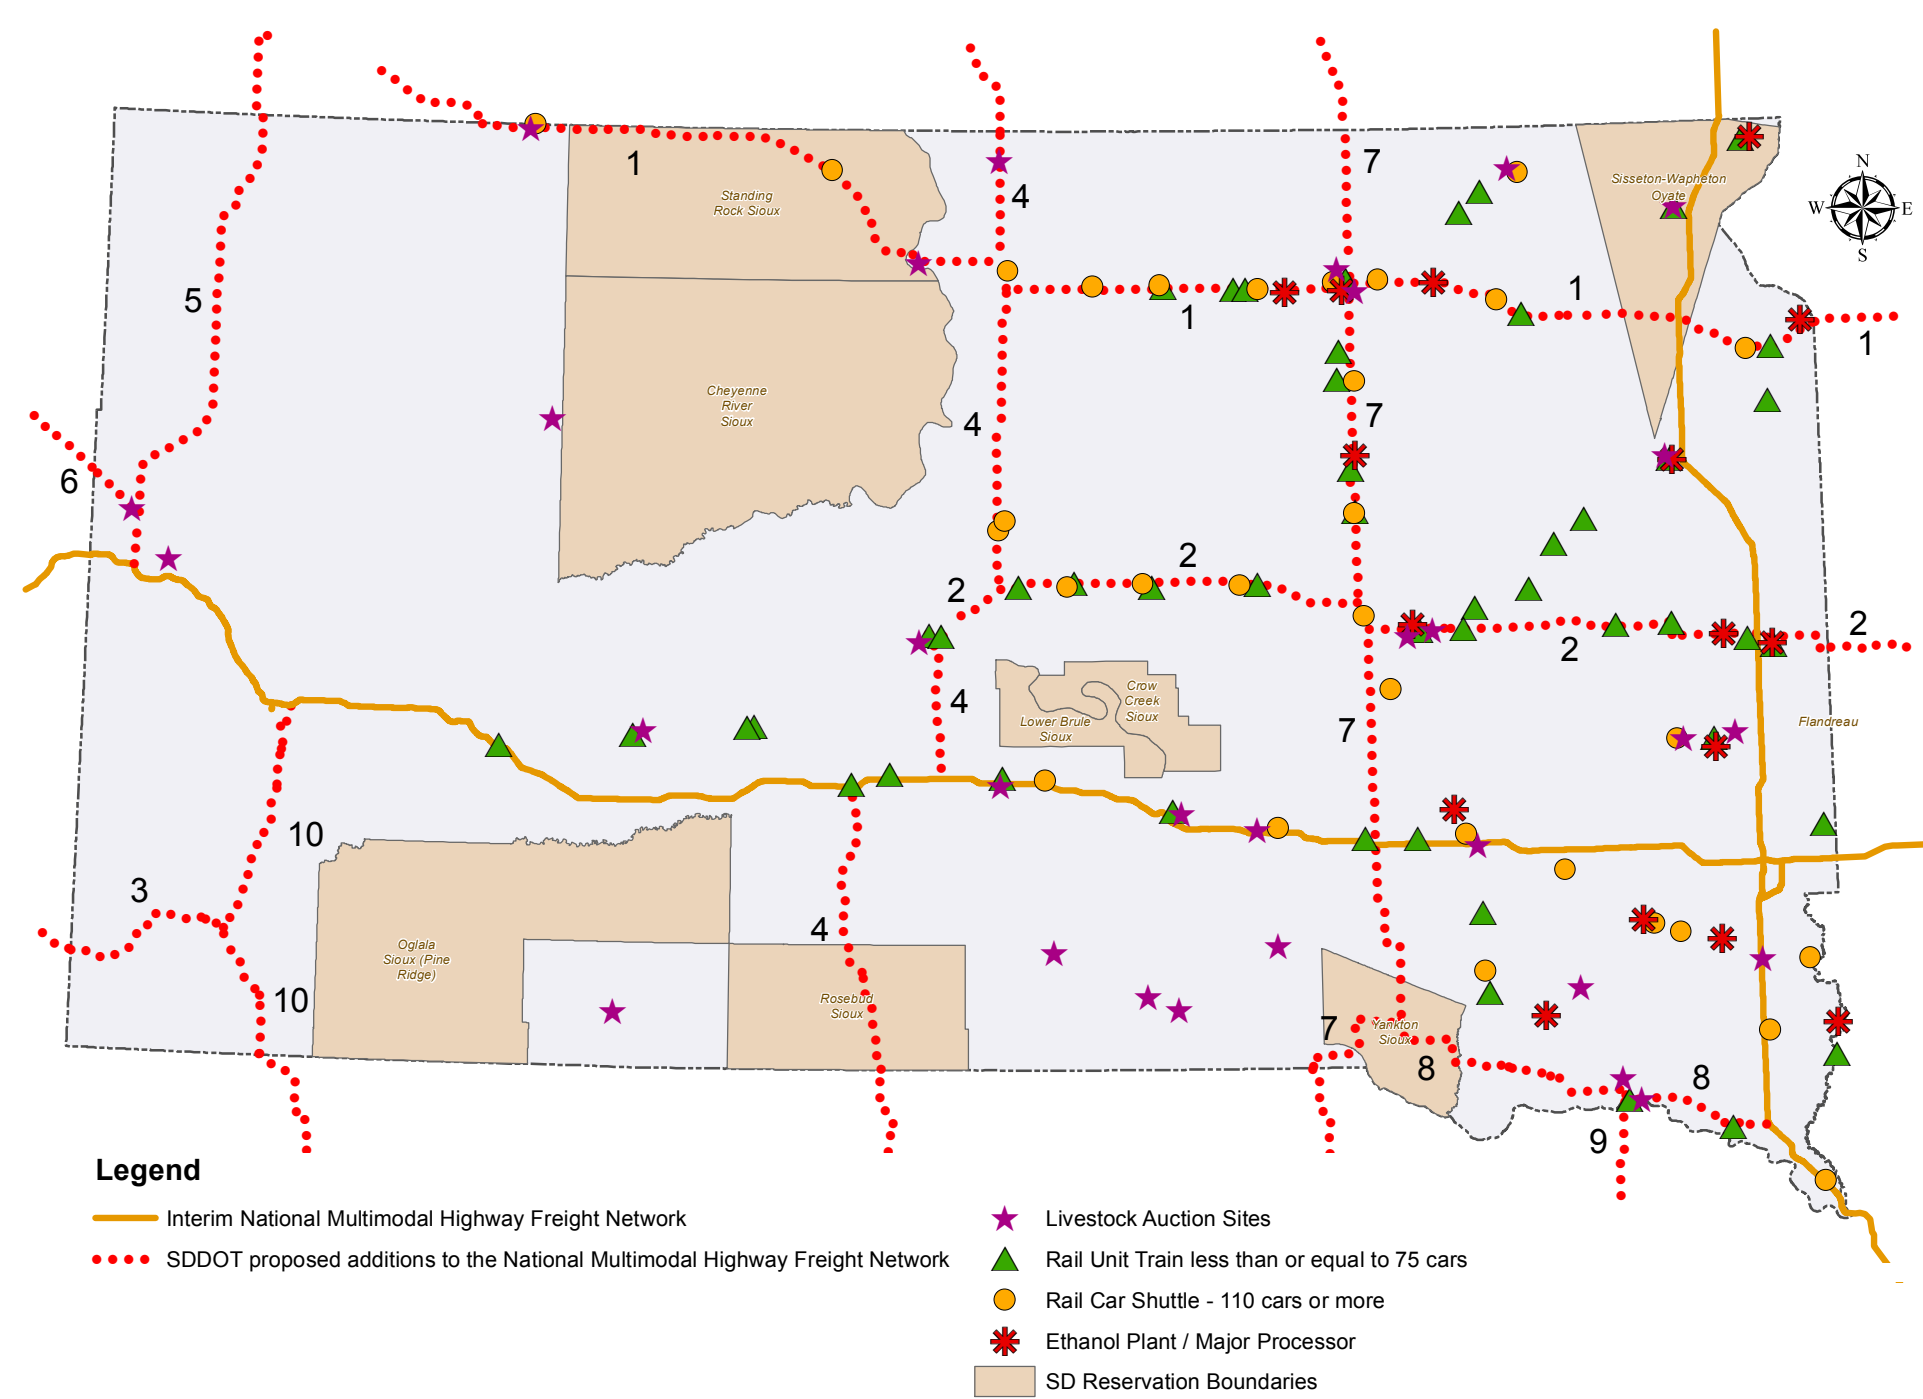 1
7
4
Standing
Rock Sioux
Sisseton-Wapheton
Oyate
N
W
E
S
5
1
1
1
Cheyenne
River
Sioux
4
7
6
2
2
2
2
4
Crow
Creek
Sioux
Lower Brule
Sioux
7
Flandreau
10
3
4
Oglala
Sioux (Pine
Ridge)
10
Rosebud
Sioux
7
Yankton
Sioux
8
8
9
Legend
Interim National Multimodal Highway Freight Network
SDDOT proposed additions to the National Multimodal Highway Freight Network
Livestock Auction Sites
Rail Unit Train less than or equal to 75 cars
Rail Car Shuttle - 110 cars or more
Ethanol Plant / Major Processor
SD Reservation Boundaries